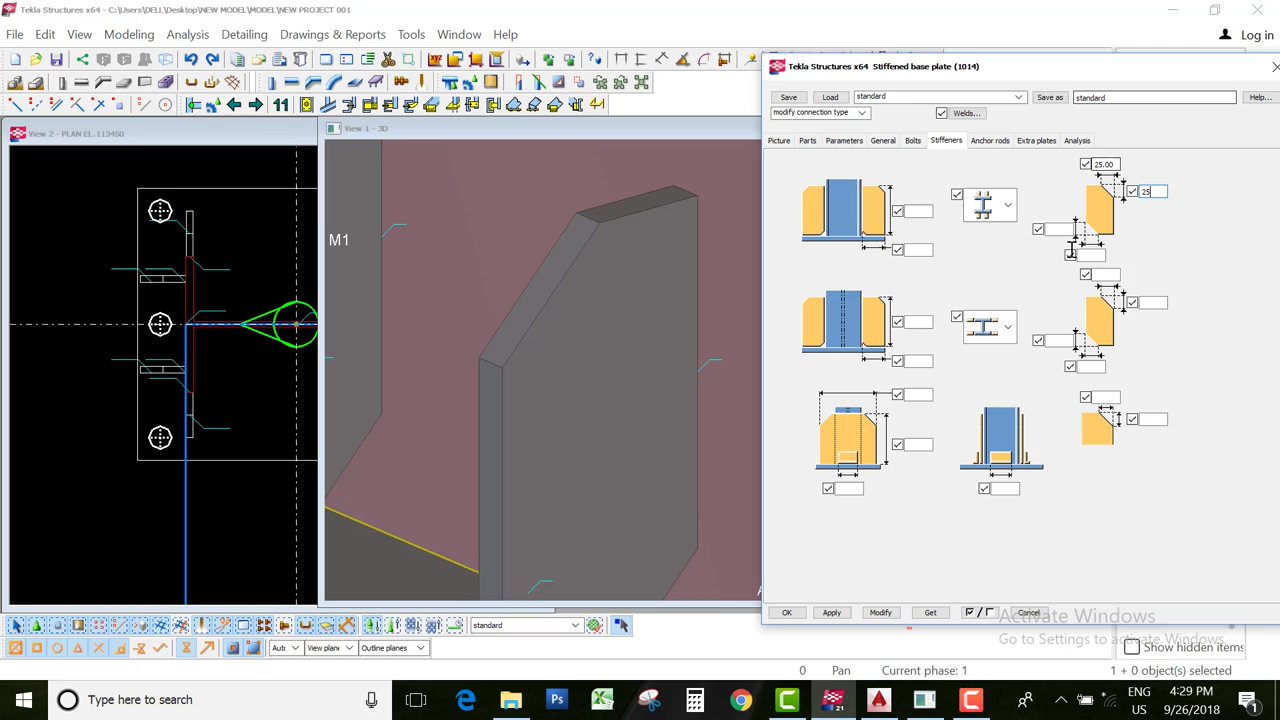 Tekla Structures x64 - C:\Users\DELL\Desktop\NEW MODEL\MODEL\NEW PROJECT 001
File Edit View Modeling Analysis Detailing Drawings & Reports Tools Window Help
Log in
Tekla Structures x64 Stiffened base plate (1014)
Save Load standard Save as standard Help...
modify connection type Welds...
View 2 - PLAN EL.113450
View 1 - 3D
Picture Parts Parameters General Bolts Stiffeners Anchor rods Extra plates Analysis
25.00
25
M1
OK Apply Modify Get Cancel
Activate Windows
Go to Settings to activate Windows.
standard
View plane Outline planes
Show hidden items
0 Pan Current phase: 1 1 + 0 object(s) selected
Type here to search
ENG
US
4:29 PM
9/26/2018
21
1